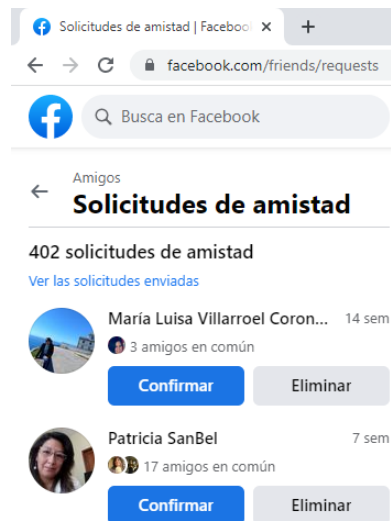 Solicitudes de amistad | Faceboo
facebook.com/friends/requests
Busca en Facebook
Amigos
Solicitudes de amistad
402 solicitudes de amistad
Ver las solicitudes enviadas
María Luisa Villarroel Coron... 14 sem
3 amigos en común
Confirmar Eliminar
Patricia SanBel 7 sem
17 amigos en común
Confirmar Eliminar